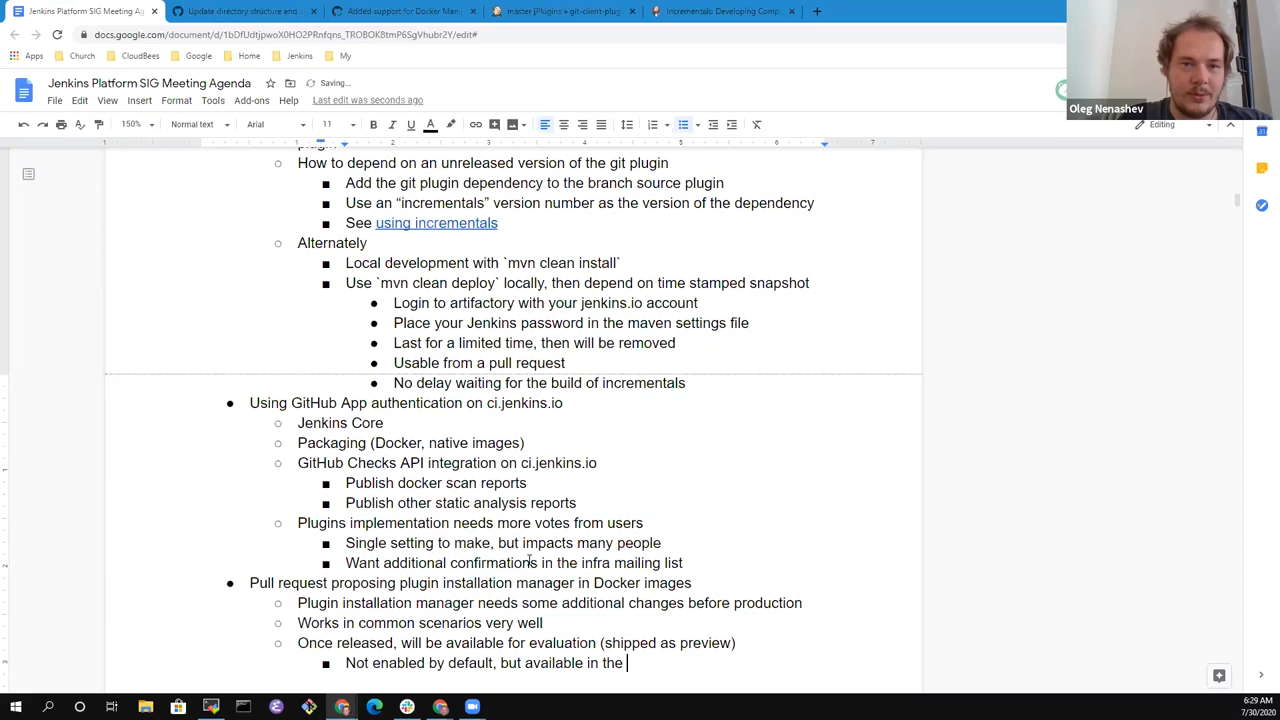 Jenkins Platform SIG Meeting Ag
Update directory structure and
Added support for Docker Man
master [Plugins » git-client-plug
Incrementals: Developing Comp
docs.google.com/document/d/1bDfUdtjpwoX0HO2PRnfqns_TROBOK8tmP6SgVhubr2Y/edit#
Apps Church CloudBees Google Home Jenkins My
Oleg Nenashev
Jenkins Platform SIG Meeting Agenda Saving...
File Edit View Insert Format Tools Add-ons Help Last edit was seconds ago
150% Normal text Arial 11 B I U A Editing
1 1 2 3 4 5 6 7
plugin
○ How to depend on an unreleased version of the git plugin
■ Add the git plugin dependency to the branch source plugin
■ Use an “incrementals” version number as the version of the dependency
■ See using incrementals
○ Alternately
■ Local development with `mvn clean install`
■ Use `mvn clean deploy` locally, then depend on time stamped snapshot
● Login to artifactory with your jenkins.io account
● Place your Jenkins password in the maven settings file
● Last for a limited time, then will be removed
● Usable from a pull request
● No delay waiting for the build of incrementals
● Using GitHub App authentication on ci.jenkins.io
○ Jenkins Core
○ Packaging (Docker, native images)
○ GitHub Checks API integration on ci.jenkins.io
■ Publish docker scan reports
■ Publish other static analysis reports
○ Plugins implementation needs more votes from users
■ Single setting to make, but impacts many people
■ Want additional confirmations in the infra mailing list
● Pull request proposing plugin installation manager in Docker images
○ Plugin installation manager needs some additional changes before production
○ Works in common scenarios very well
○ Once released, will be available for evaluation (shipped as preview)
■ Not enabled by default, but available in the
6:29 AM
7/30/2020